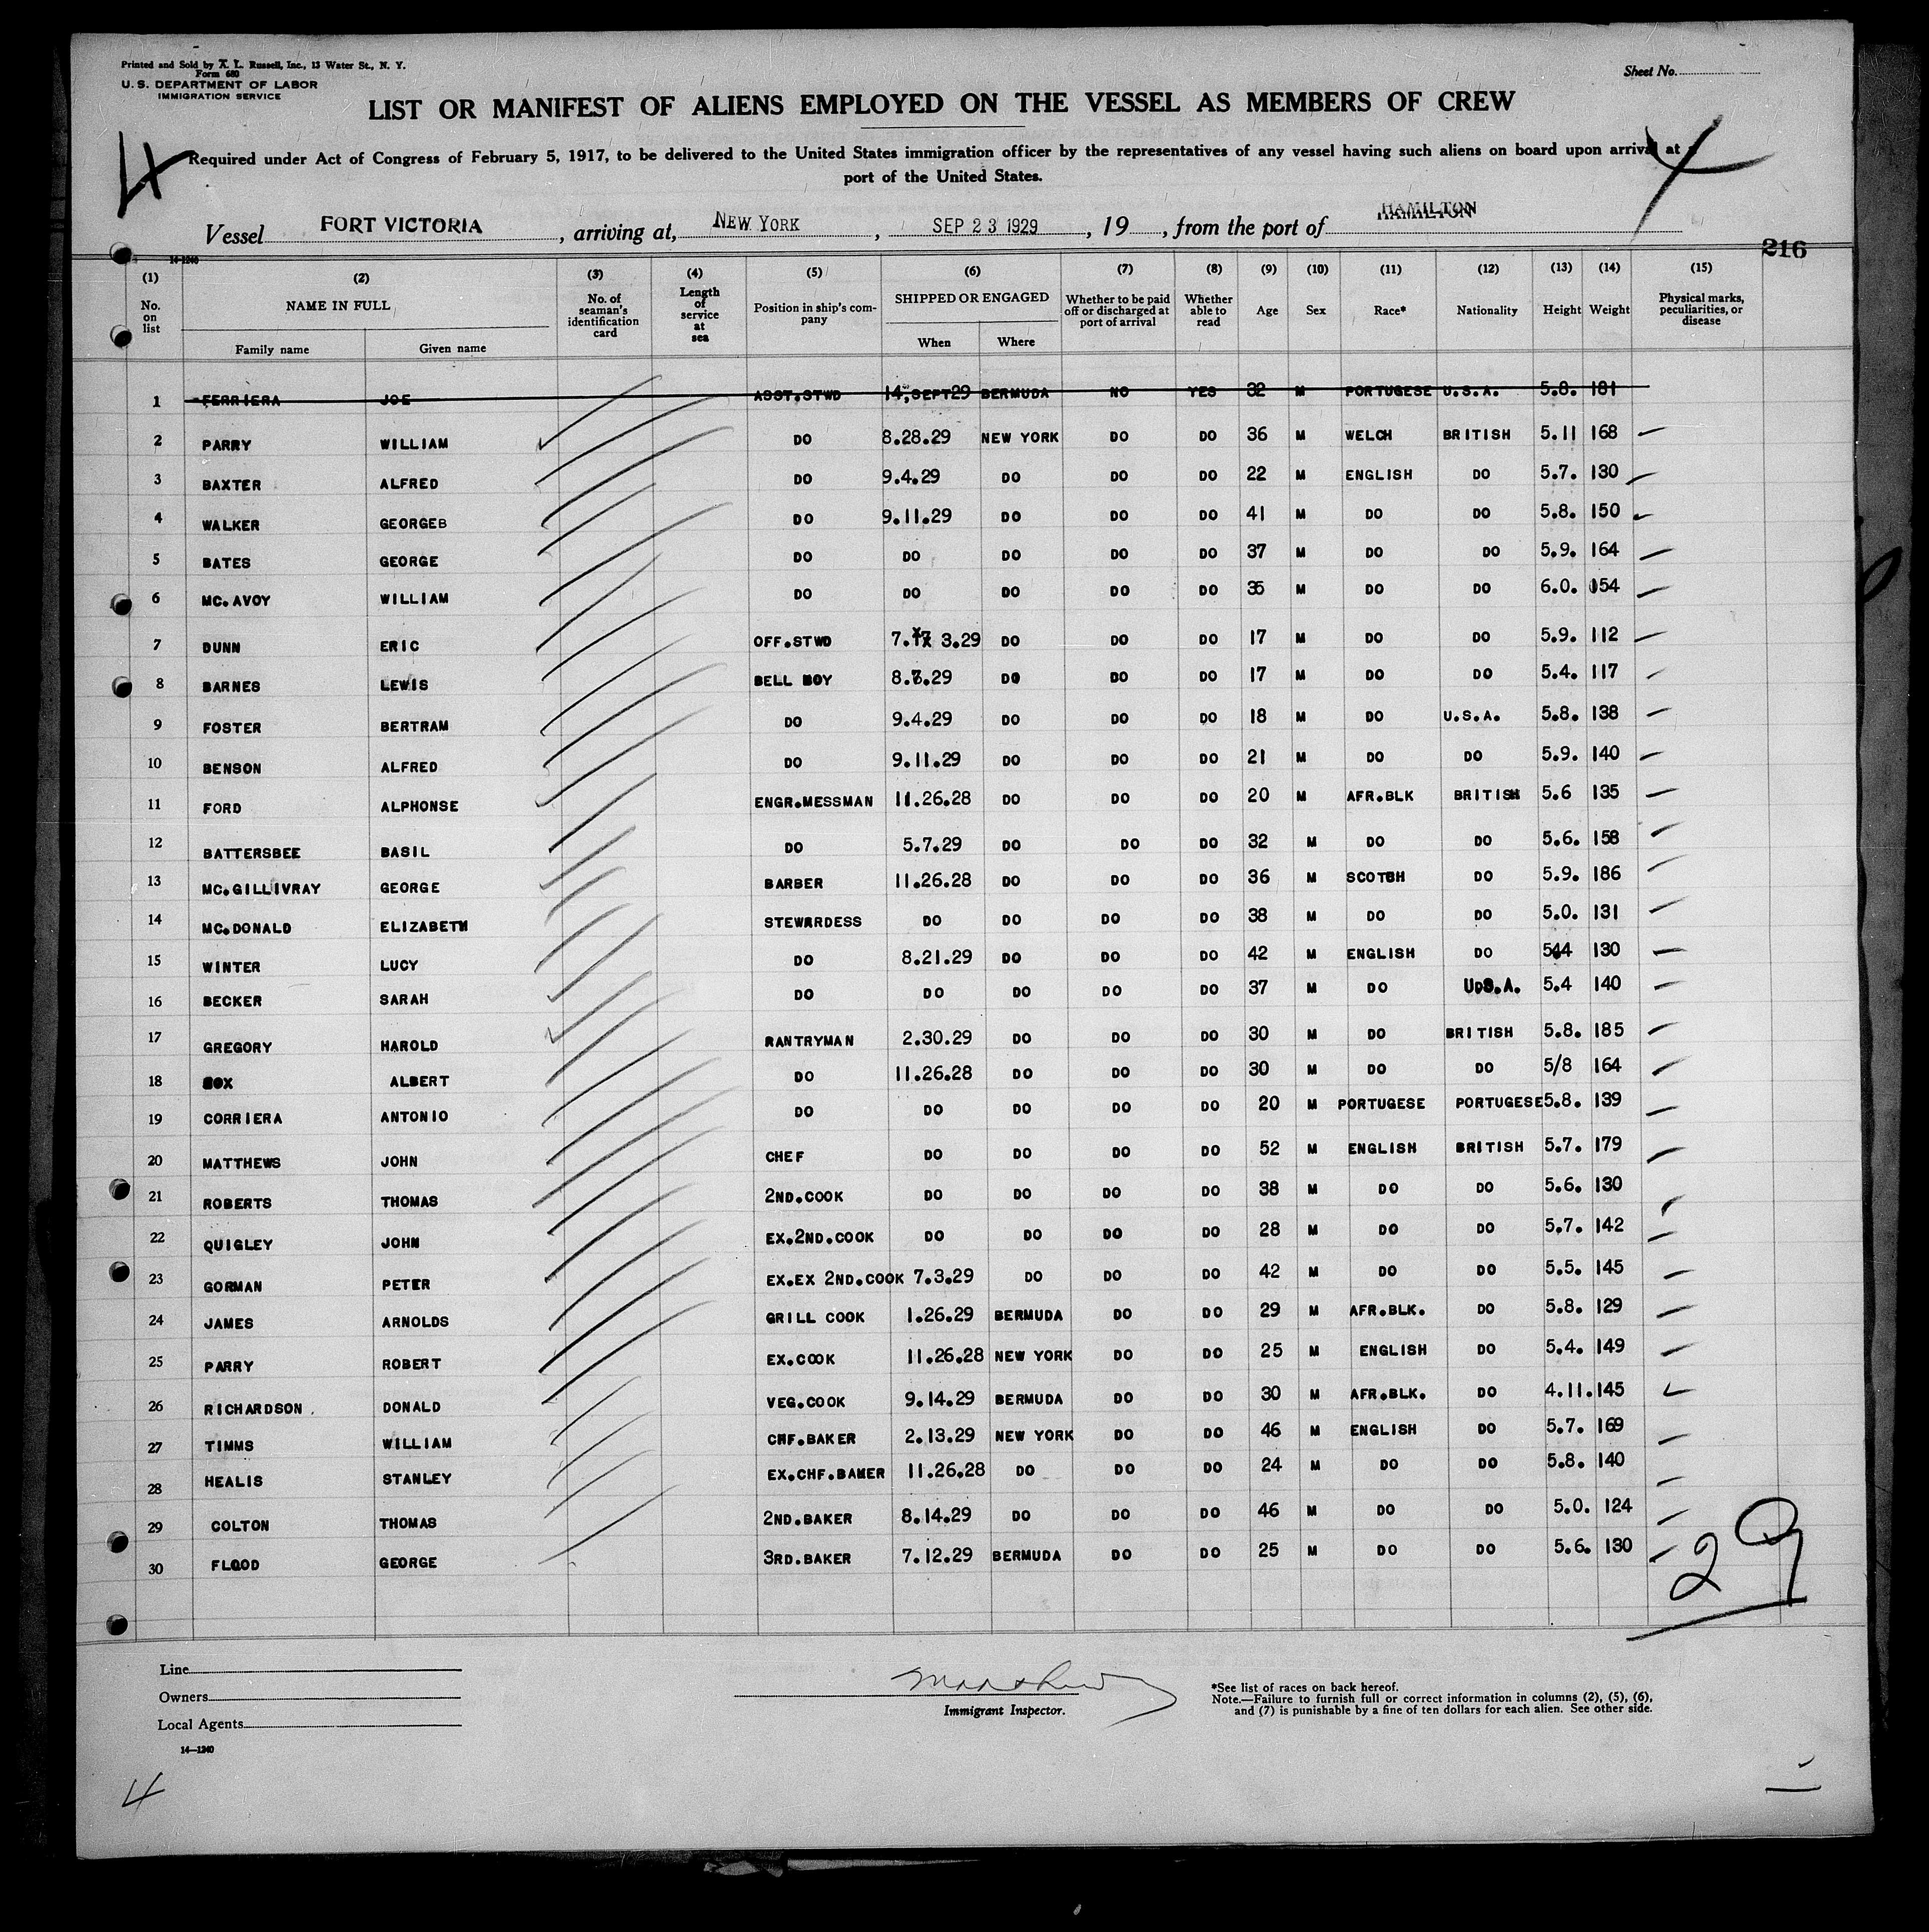 Printed and Sold by A. L. Russell, Inc., 13 Water St., N. Y.
Form 680
U. S. DEPARTMENT OF LABOR
IMMIGRATION SERVICE
Sheet No.
LIST OR MANIFEST OF ALIENS EMPLOYED ON THE VESSEL AS MEMBERS OF CREW
4
Required under Act of Congress of February 5, 1917, to be delivered to the United States immigration officer by the representatives of any vessel having such aliens on board upon arrival at a
port of the United States.
Vessel FORT VICTORIA, arriving at, NEW YORK, SEP 23 1929, 19 , from the port of HAMILTON
216
14-1240
(1) (2) (3) (4) (5) (6) (7) (8) (9) (10) (11) (12) (13) (14) (15)
No. on list NAME IN FULL Family name Given name No. of seaman's identification card Length of service at sea Position in ship's company SHIPPED OR ENGAGED When Where Whether to be paid off or discharged at port of arrival Whether able to read Age Sex Race* Nationality Height Weight Physical marks, peculiarities, or disease
1 FERRIERA JOE ASST.STWD 14,SEPT29 BERMUDA NO YES 32 M PORTUGESE U.S.A. 5.8. 181
2 PARRY WILLIAM DO 8.28.29 NEW YORK DO DO 36 M WELCH BRITISH 5.11 168
3 BAXTER ALFRED DO 9.4.29 DO DO DO 22 M ENGLISH DO 5.7. 130
4 WALKER GEORGEB DO 9.11.29 DO DO DO 41 M DO DO 5.8. 150
5 BATES GEORGE DO DO DO DO DO 37 M DO DO 5.9. 164
6 MC.AVOY WILLIAM DO DO DO DO DO 35 M DO DO 6.0. 154
7 DUNN ERIC OFF.STWD 7. 3.29 DO DO DO 17 M DO DO 5.9. 112
8 BARNES LEWIS BELL BOY 8.7.29 DO DO DO 17 M DO DO 5.4. 117
9 FOSTER BERTRAM DO 9.4.29 DO DO DO 18 M DO U.S.A. 5.8. 138
10 BENSON ALFRED DO 9.11.29 DO DO DO 21 M DO DO 5.9. 140
11 FORD ALPHONSE ENGR.MESSMAN 11.26.28 DO DO DO 20 M AFR.BLK BRITISH 5.6 135
12 BATTERSBEE BASIL DO 5.7.29 DO DO DO 32 M DO DO 5.6. 158
13 MC.GILLIVRAY GEORGE BARBER 11.26.28 DO DO DO 36 M SCOTCH DO 5.9. 186
14 MC.DONALD ELIZABETH STEWARDESS DO DO DO DO 38 M DO DO 5.0. 131
15 WINTER LUCY DO 8.21.29 DO DO DO 42 M ENGLISH DO 5.4 130
16 BECKER SARAH DO DO DO DO DO 37 M DO U.S.A. 5.4 140
17 GREGORY HAROLD RANTRYMAN 2.30.29 DO DO DO 30 M DO BRITISH 5.8. 185
18 ALBERT DO 11.26.28 DO DO DO 30 M DO DO 5/8 164
19 CORRIERA ANTONIO DO DO DO DO DO 20 M PORTUGESE PORTUGESE 5.8. 139
20 MATTHEWS JOHN CHEF DO DO DO DO 52 M ENGLISH BRITISH 5.7. 179
21 ROBERTS THOMAS 2ND.COOK DO DO DO DO 38 M DO DO 5.6. 130
22 QUIGLEY JOHN EX.2ND.COOK DO DO DO DO 28 M DO DO 5.7. 142
23 GORMAN PETER EX.EX 2ND.COOK 7.3.29 DO DO DO 42 M DO DO 5.5. 145
24 JAMES ARNOLDS GRILL COOK 1.26.29 BERMUDA DO DO 29 M AFR.BLK. DO 5.8. 129
25 PARRY ROBERT EX.COOK 11.26.28 NEW YORK DO DO 25 M ENGLISH DO 5.4. 149
26 RICHARDSON DONALD VEG.COOK 9.14.29 BERMUDA DO DO 30 M AFR.BLK. DO 4.11. 145
27 TIMMS WILLIAM CHF.BAKER 2.13.29 NEW YORK DO DO 46 M ENGLISH DO 5.7. 169
28 HEALIS STANLEY EX.CHF.BAKER 11.26.28 DO DO DO 24 M DO DO 5.8. 140
29 COLTON THOMAS 2ND.BAKER 8.14.29 DO DO DO 46 M DO DO 5.0. 124
30 FLOOD GEORGE 3RD.BAKER 7.12.29 BERMUDA DO DO 25 M DO DO 5.6. 130
29
Line
Owners
Local Agents
14—1240
Immigrant Inspector.
*See list of races on back hereof.
Note.—Failure to furnish full or correct information in columns (2), (5), (6),
and (7) is punishable by a fine of ten dollars for each alien. See other side.
4